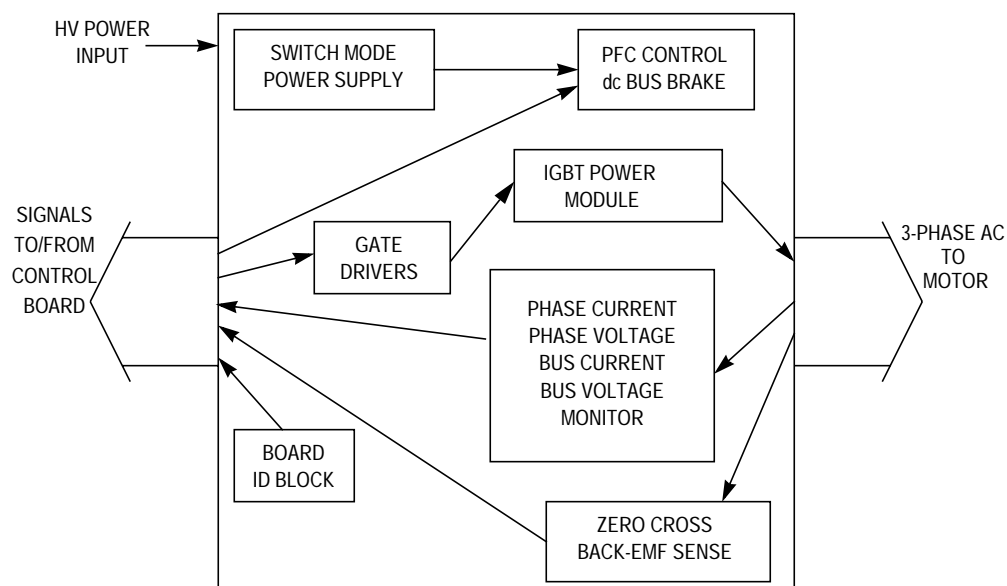 HV POWER
INPUT
SWITCH MODE
POWER SUPPLY
PFC CONTROL
dc BUS BRAKE
IGBT POWER
MODULE
GATE
DRIVERS
SIGNALS
TO/FROM
CONTROL
BOARD
3-PHASE AC
TO
MOTOR
PHASE CURRENT
PHASE VOLTAGE
BUS CURRENT
BUS VOLTAGE
MONITOR
BOARD
ID BLOCK
ZERO CROSS
BACK-EMF SENSE